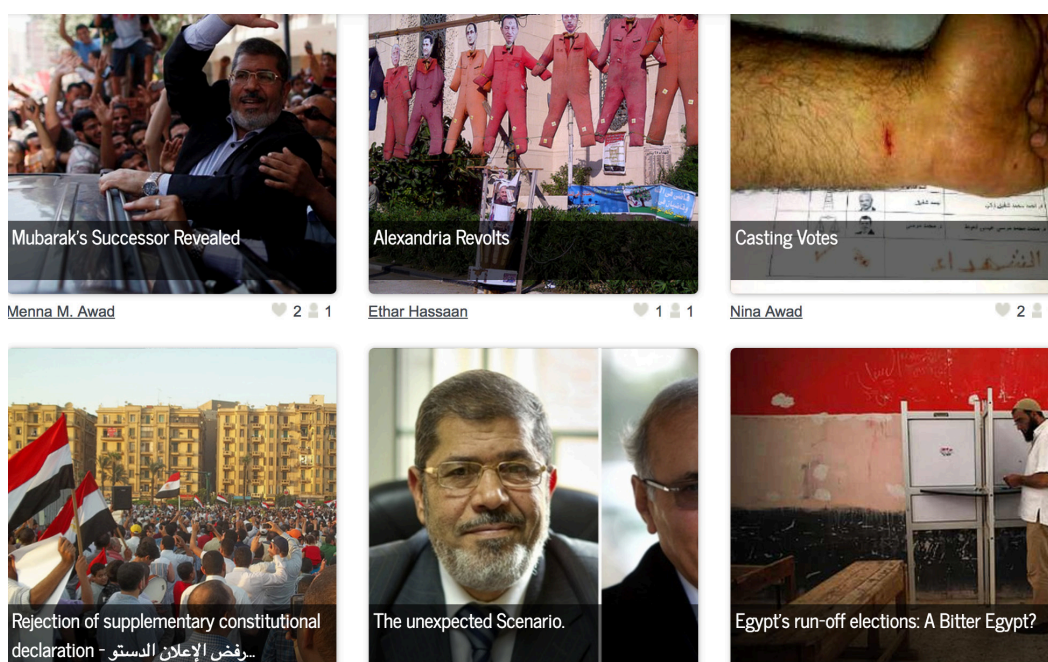 Mubarak's Successor Revealed
Alexandria Revolts
Casting Votes
Menna M. Awad
2
1
Ethar Hassaan
1
1
Nina Awad
2
Rejection of supplementary constitutional
declaration - رفض الإعلان الدستو...
The unexpected Scenario.
Egypt's run-off elections: A Bitter Egypt?